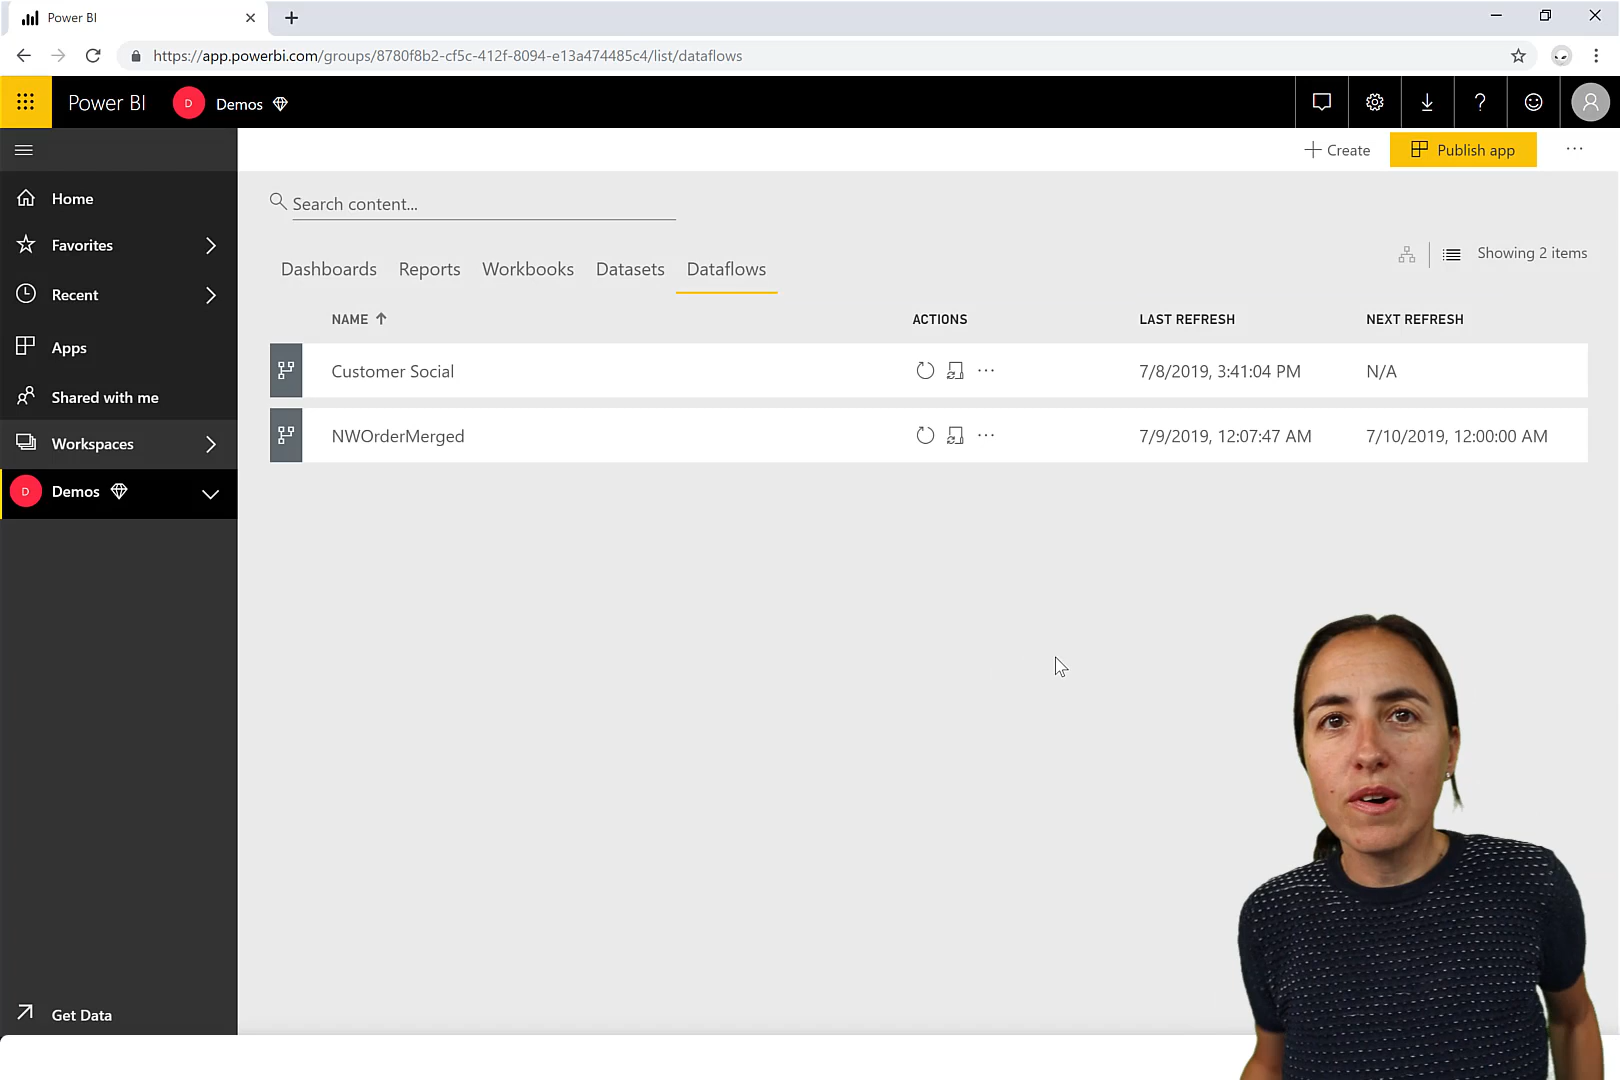 Power BI
https://app.powerbi.com/groups/8780f8b2-cf5c-412f-8094-e13a474485c4/list/dataflows
Power BI D Demos ?
Create Publish app ...
Home
Search content...
Favorites
Showing 2 items
Dashboards Reports Workbooks Datasets Dataflows
Recent
NAME ACTIONS LAST REFRESH NEXT REFRESH
Apps
Customer Social ... 7/8/2019, 3:41:04 PM N/A
Shared with me
NWOrderMerged ... 7/9/2019, 12:07:47 AM 7/10/2019, 12:00:00 AM
Workspaces
D Demos
Get Data